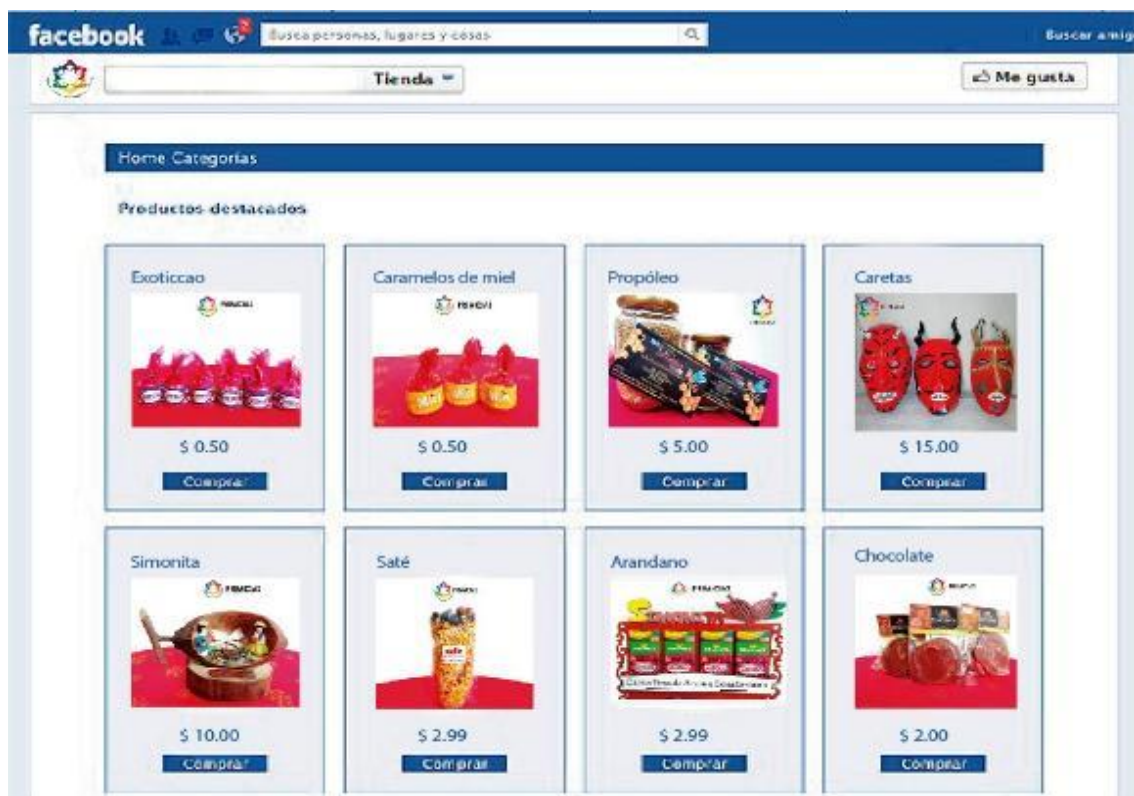 facebook
Busca personas, lugares y cosas
Buscar amig
Tienda
Me gusta
Home Categorías
Productos destacados
Exoticcao
Caramelos de miel
Propóleo
Caretas
$ 0.50
$ 0.50
$ 5.00
$ 15.00
Comprar
Comprar
Comprar
Comprar
Simonita
Saté
Arandano
Chocolate
$ 10.00
$ 2.99
$ 2.99
$ 2.00
Comprar
Comprar
Comprar
Comprar